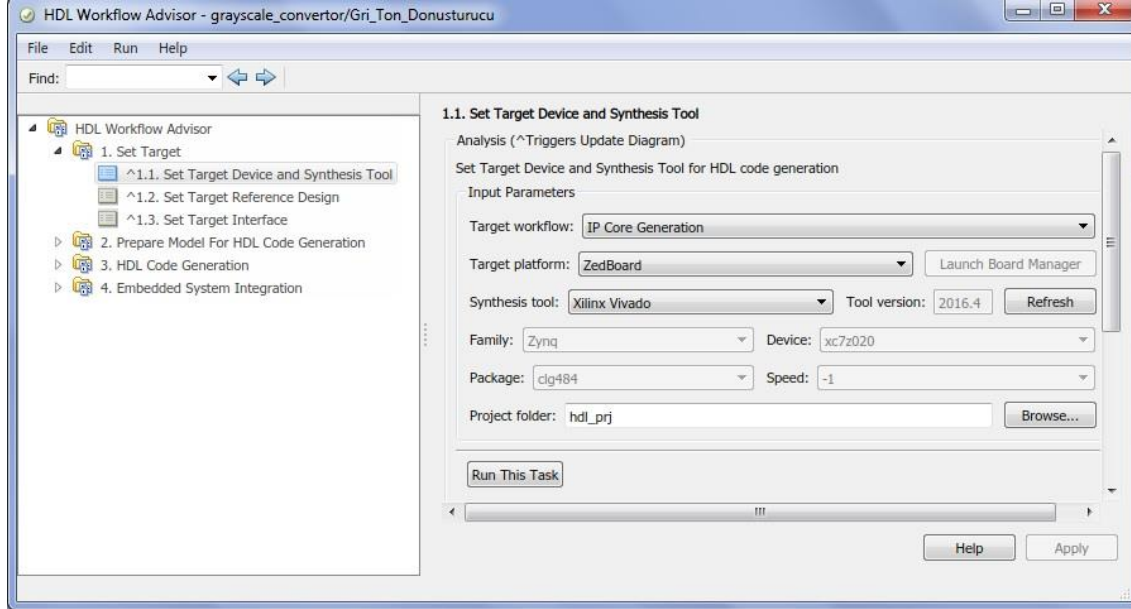 HDL Workflow Advisor - grayscale_convertor/Gri_Ton_Donusturucu
File Edit Run Help
Find:
HDL Workflow Advisor
1. Set Target
^1.1. Set Target Device and Synthesis Tool
^1.2. Set Target Reference Design
^1.3. Set Target Interface
2. Prepare Model For HDL Code Generation
3. HDL Code Generation
4. Embedded System Integration
1.1. Set Target Device and Synthesis Tool
Analysis (^Triggers Update Diagram)
Set Target Device and Synthesis Tool for HDL code generation
Input Parameters
Target workflow: IP Core Generation
Target platform: ZedBoard Launch Board Manager
Synthesis tool: Xilinx Vivado Tool version: 2016.4 Refresh
Family: Zynq Device: xc7z020
Package: clg484 Speed: -1
Project folder: hdl_prj Browse...
Run This Task
Help Apply